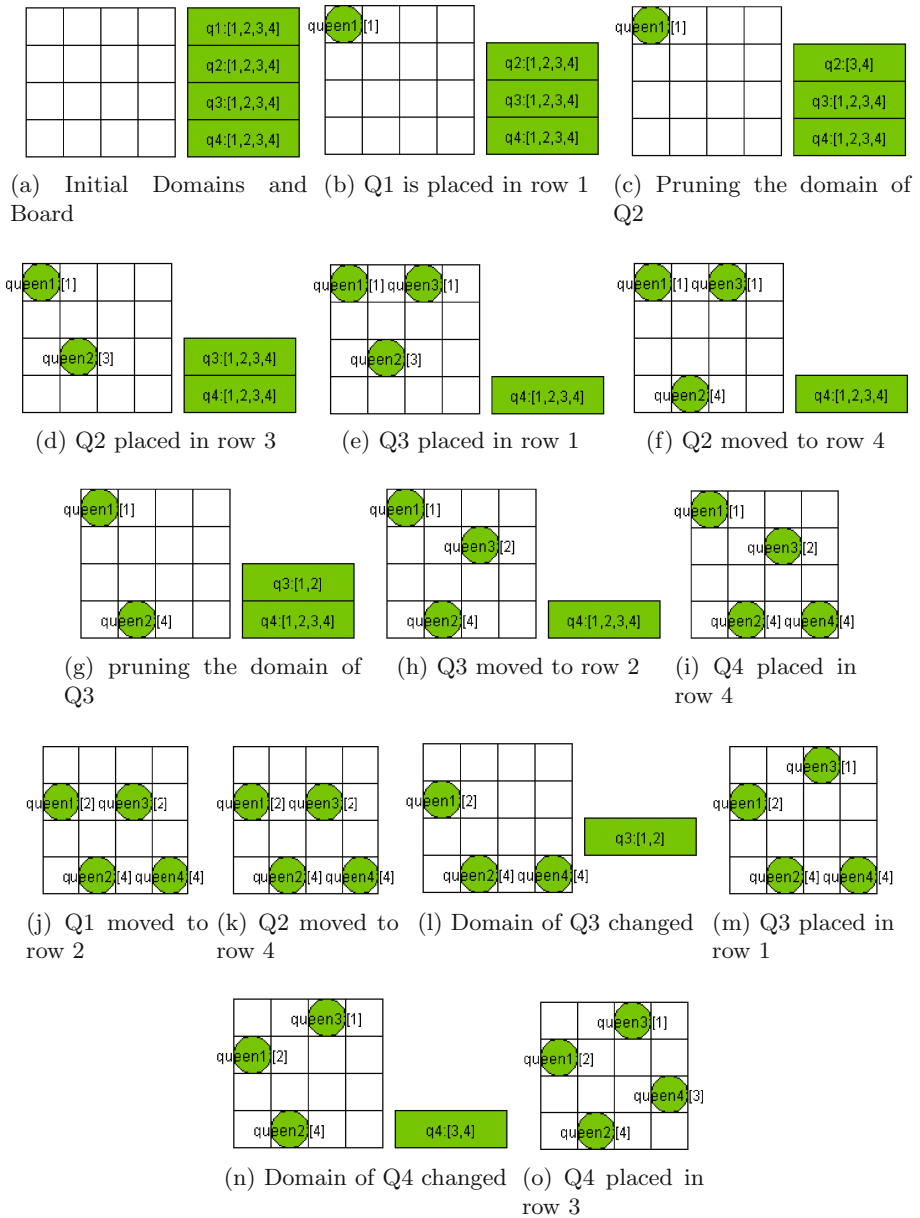 q1:[1,2,3,4]
q2:[1,2,3,4]
q3:[1,2,3,4]
q4:[1,2,3,4]
(a) Initial Domains and
Board
queen1 [1]
q2:[1,2,3,4]
q3:[1,2,3,4]
q4:[1,2,3,4]
(b) Q1 is placed in row 1
queen1 [1]
q2:[3,4]
q3:[1,2,3,4]
q4:[1,2,3,4]
(c) Pruning the domain of
Q2
queen1 [1]
queen2 [3]
q3:[1,2,3,4]
q4:[1,2,3,4]
(d) Q2 placed in row 3
queen1 [1] queen3 [1]
queen2 [3]
q4:[1,2,3,4]
(e) Q3 placed in row 1
queen1 [1] queen3 [1]
queen2 [4]
q4:[1,2,3,4]
(f) Q2 moved to row 4
queen1 [1]
queen2 [4]
q3:[1,2]
q4:[1,2,3,4]
(g) pruning the domain of
Q3
queen1 [1]
queen3 [2]
queen2 [4]
q4:[1,2,3,4]
(h) Q3 moved to row 2
queen1 [1]
queen3 [2]
queen2 [4] queen4 [4]
(i) Q4 placed in
row 4
queen1 [2] queen3 [2]
queen2 [4] queen4 [4]
(j) Q1 moved to
row 2
queen1 [2] queen3 [2]
queen2 [4] queen4 [4]
(k) Q2 moved to
row 4
queen1 [2]
queen2 [4] queen4 [4]
q3:[1,2]
(l) Domain of Q3 changed
queen3 [1]
queen1 [2]
queen2 [4] queen4 [4]
(m) Q3 placed in
row 1
queen3 [1]
queen1 [2]
queen2 [4]
q4:[3,4]
(n) Domain of Q4 changed
queen3 [1]
queen1 [2]
queen4 [3]
queen2 [4]
(o) Q4 placed in
row 3